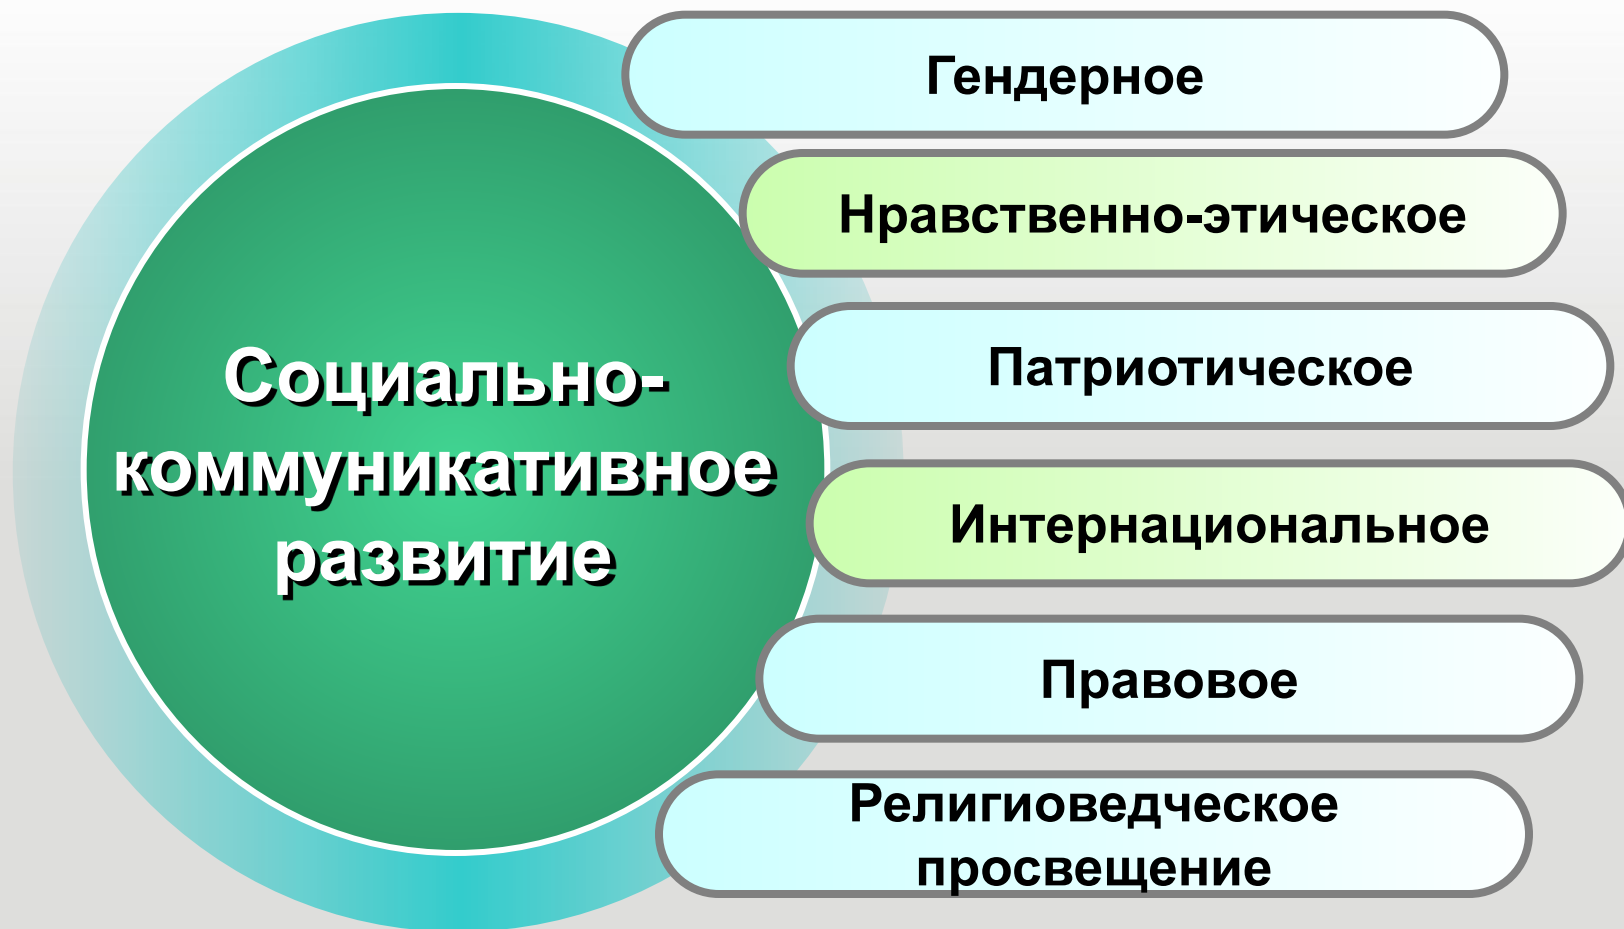 Социально-
коммуникативное
развитие
Гендерное
Нравственно-этическое
Патриотическое
Интернациональное
Правовое
Религиоведческое
просвещение